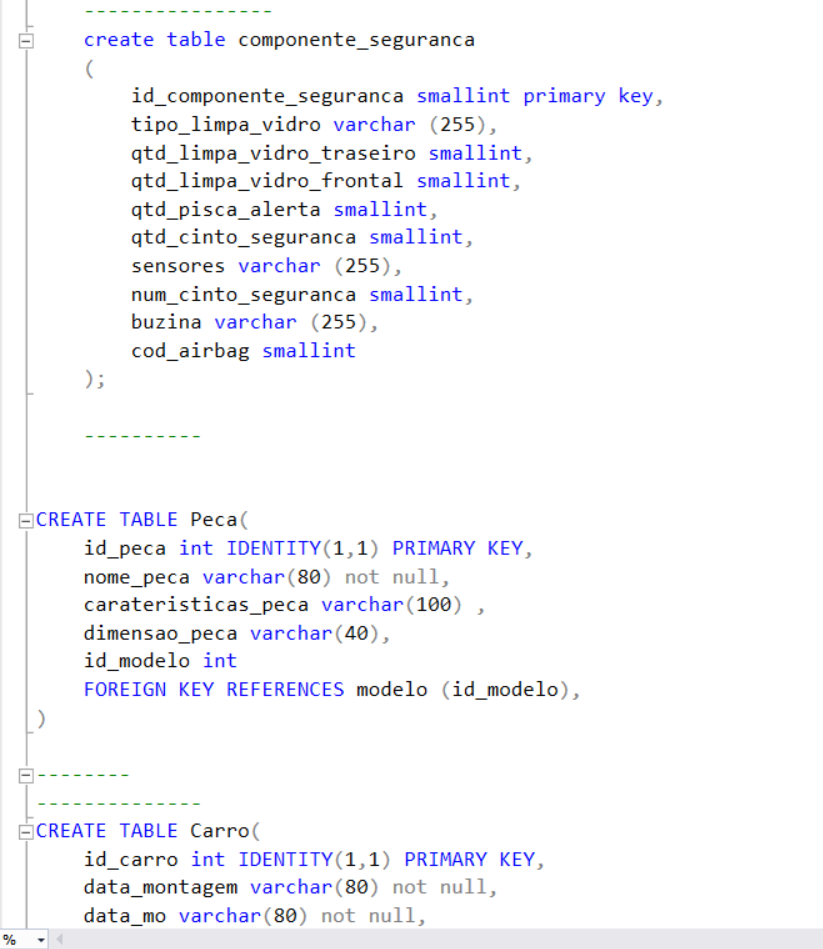 ----------------
create table componente_seguranca
(
id_componente_seguranca smallint primary key,
tipo_limpa_vidro varchar (255),
qtd_limpa_vidro_traseiro smallint,
qtd_limpa_vidro_frontal smallint,
qtd_pisca_alerta smallint,
qtd_cinto_seguranca smallint,
sensores varchar (255),
num_cinto_seguranca smallint,
buzina varchar (255),
cod_airbag smallint
);
----------
CREATE TABLE Peca(
id_peca int IDENTITY(1,1) PRIMARY KEY,
nome_peca varchar(80) not null,
carateristicas_peca varchar(100) ,
dimensao_peca varchar(40),
id_modelo int
FOREIGN KEY REFERENCES modelo (id_modelo),
)
--------
--------------
CREATE TABLE Carro(
id_carro int IDENTITY(1,1) PRIMARY KEY,
data_montagem varchar(80) not null,
data_mo varchar(80) not null,
%